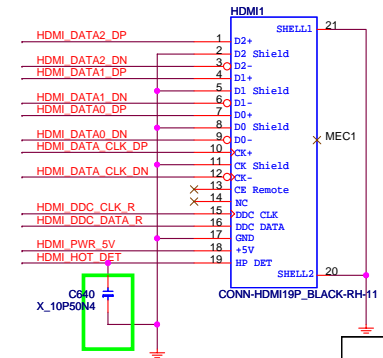 HDMI1
SHELL1 21
HDMI_DATA2_DP 1 D2+
2 D2 Shield
HDMI_DATA2_DN 3 D2-
HDMI_DATA1_DP 4 D1+
5 D1 Shield
HDMI_DATA1_DN 6 D1-
HDMI_DATA0_DP 7 D0+
8 D0 Shield
HDMI_DATA0_DN 9 D0- MEC1
HDMI_DATA_CLK_DP 10 CK+
11 CK Shield
HDMI_DATA_CLK_DN 12 CK-
13 CE Remote
14 NC
HDMI_DDC_CLK_R 15 DDC CLK
HDMI_DDC_DATA_R 16 DDC DATA
17 GND
HDMI_PWR_5V 18 +5V
HDMI_HOT_DET 19 HP DET
SHELL2 20
C640
X_10P50N4
CONN-HDMI19P_BLACK-RH-11